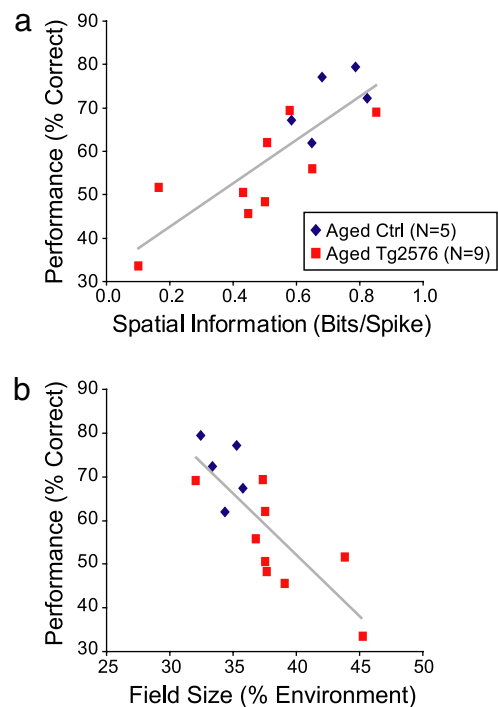 a
90
80
70
60
50
40
30
Performance (% Correct)
0.0 0.2 0.4 0.6 0.8 1.0
Spatial Information (Bits/Spike)
Aged Ctrl (N=5)
Aged Tg2576 (N=9)
b
90
80
70
60
50
40
30
Performance (% Correct)
25 30 35 40 45 50
Field Size (% Environment)